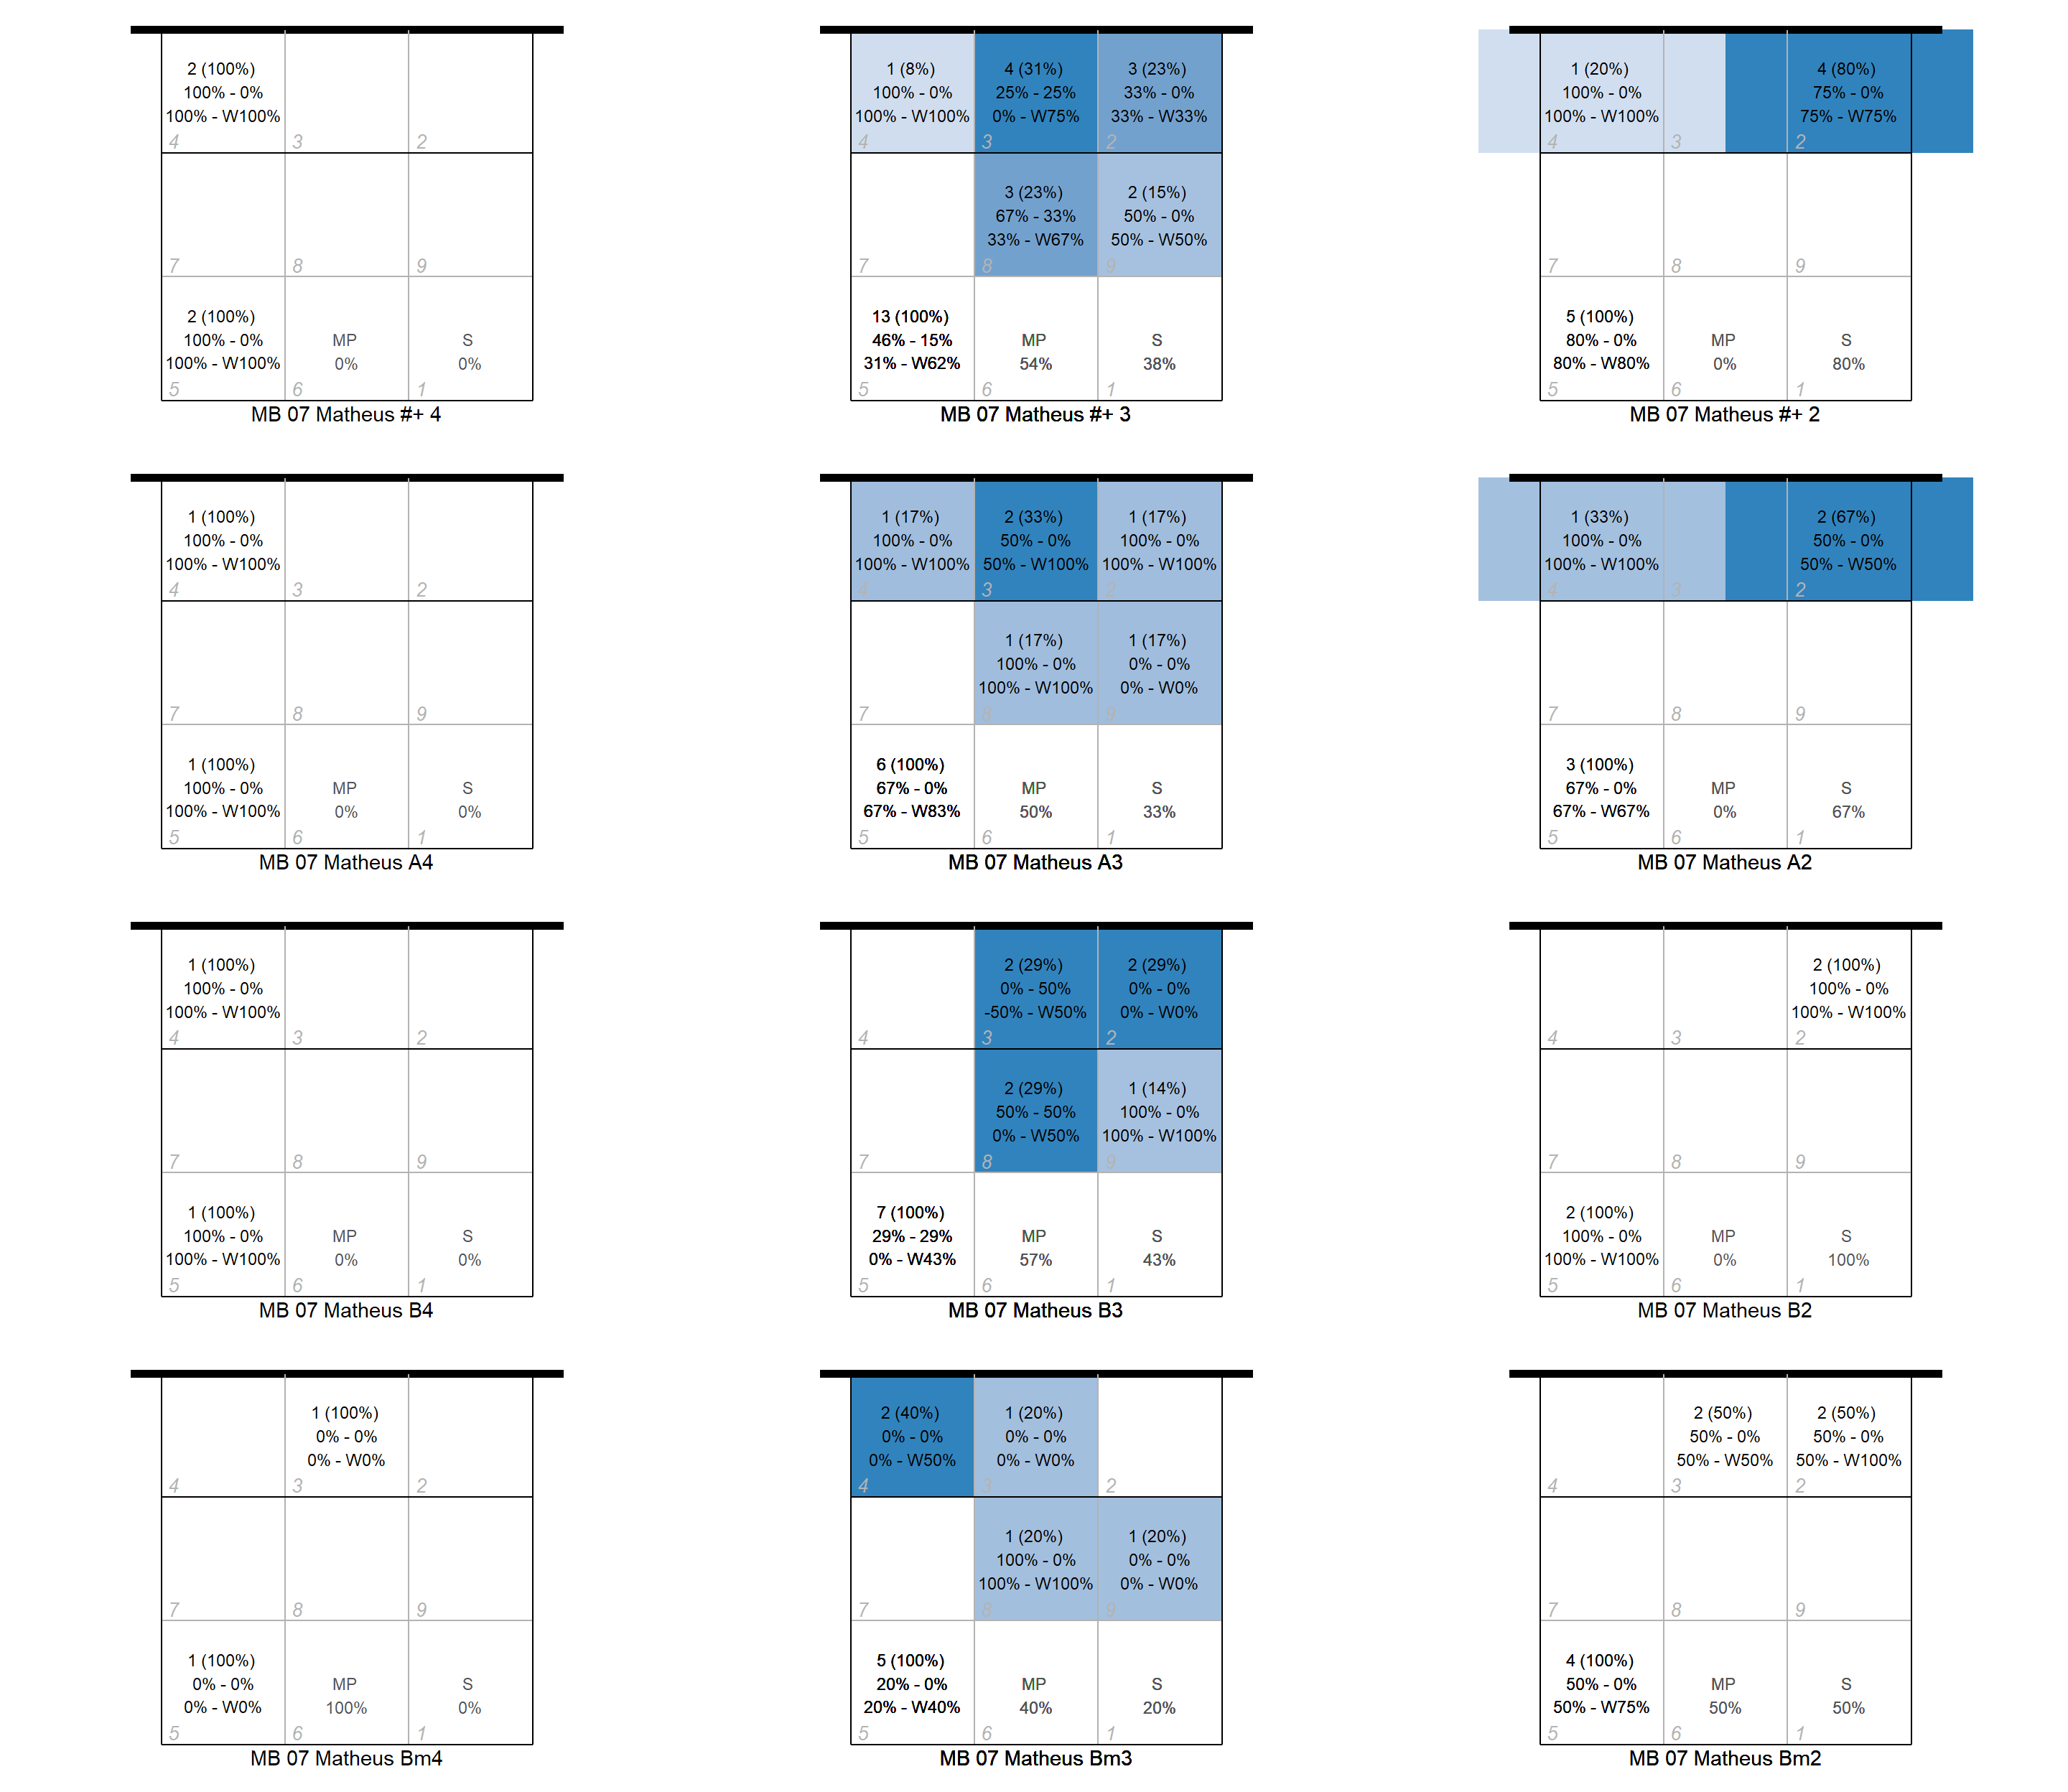 2 (100%)
100% - 0%
100% - W100%
4
3
2
7
8
9
2 (100%)
100% - 0%
100% - W100%
5
MP
0%
6
S
0%
1
MB 07 Matheus #+ 4
1 (8%)
100% - 0%
100% - W100%
4
4 (31%)
25% - 25%
0% - W75%
3
3 (23%)
33% - 0%
33% - W33%
2
7
3 (23%)
67% - 33%
33% - W67%
8
2 (15%)
50% - 0%
50% - W50%
9
13 (100%)
46% - 15%
31% - W62%
5
MP
54%
6
S
38%
1
MB 07 Matheus #+ 3
1 (20%)
100% - 0%
100% - W100%
4
3
4 (80%)
75% - 0%
75% - W75%
2
7
8
9
5 (100%)
80% - 0%
80% - W80%
5
MP
0%
6
S
80%
1
MB 07 Matheus #+ 2
1 (100%)
100% - 0%
100% - W100%
4
3
2
7
8
9
1 (100%)
100% - 0%
100% - W100%
5
MP
0%
6
S
0%
1
MB 07 Matheus A4
1 (17%)
100% - 0%
100% - W100%
4
2 (33%)
50% - 0%
50% - W100%
3
1 (17%)
100% - 0%
100% - W100%
2
7
1 (17%)
100% - 0%
100% - W100%
8
1 (17%)
0% - 0%
0% - W0%
9
6 (100%)
67% - 0%
67% - W83%
5
MP
50%
6
S
33%
1
MB 07 Matheus A3
1 (33%)
100% - 0%
100% - W100%
4
3
2 (67%)
50% - 0%
50% - W50%
2
7
8
9
3 (100%)
67% - 0%
67% - W67%
5
MP
0%
6
S
67%
1
MB 07 Matheus A2
1 (100%)
100% - 0%
100% - W100%
4
3
2
7
8
9
1 (100%)
100% - 0%
100% - W100%
5
MP
0%
6
S
0%
1
MB 07 Matheus B4
4
2 (29%)
0% - 50%
-50% - W50%
3
2 (29%)
0% - 0%
0% - W0%
2
7
2 (29%)
50% - 50%
0% - W50%
8
1 (14%)
100% - 0%
100% - W100%
9
7 (100%)
29% - 29%
0% - W43%
5
MP
57%
6
S
43%
1
MB 07 Matheus B3
4
3
2 (100%)
100% - 0%
100% - W100%
2
7
8
9
2 (100%)
100% - 0%
100% - W100%
5
MP
0%
6
S
100%
1
MB 07 Matheus B2
4
1 (100%)
0% - 0%
0% - W0%
3
2
7
8
9
1 (100%)
0% - 0%
0% - W0%
5
MP
100%
6
S
0%
1
MB 07 Matheus Bm4
2 (40%)
0% - 0%
0% - W50%
4
1 (20%)
0% - 0%
0% - W0%
3
2
7
1 (20%)
100% - 0%
100% - W100%
8
1 (20%)
0% - 0%
0% - W0%
9
5 (100%)
20% - 0%
20% - W40%
5
MP
40%
6
S
20%
1
MB 07 Matheus Bm3
4
2 (50%)
50% - 0%
50% - W50%
3
2 (50%)
50% - 0%
50% - W100%
2
7
8
9
4 (100%)
50% - 0%
50% - W75%
5
MP
50%
6
S
50%
1
MB 07 Matheus Bm2